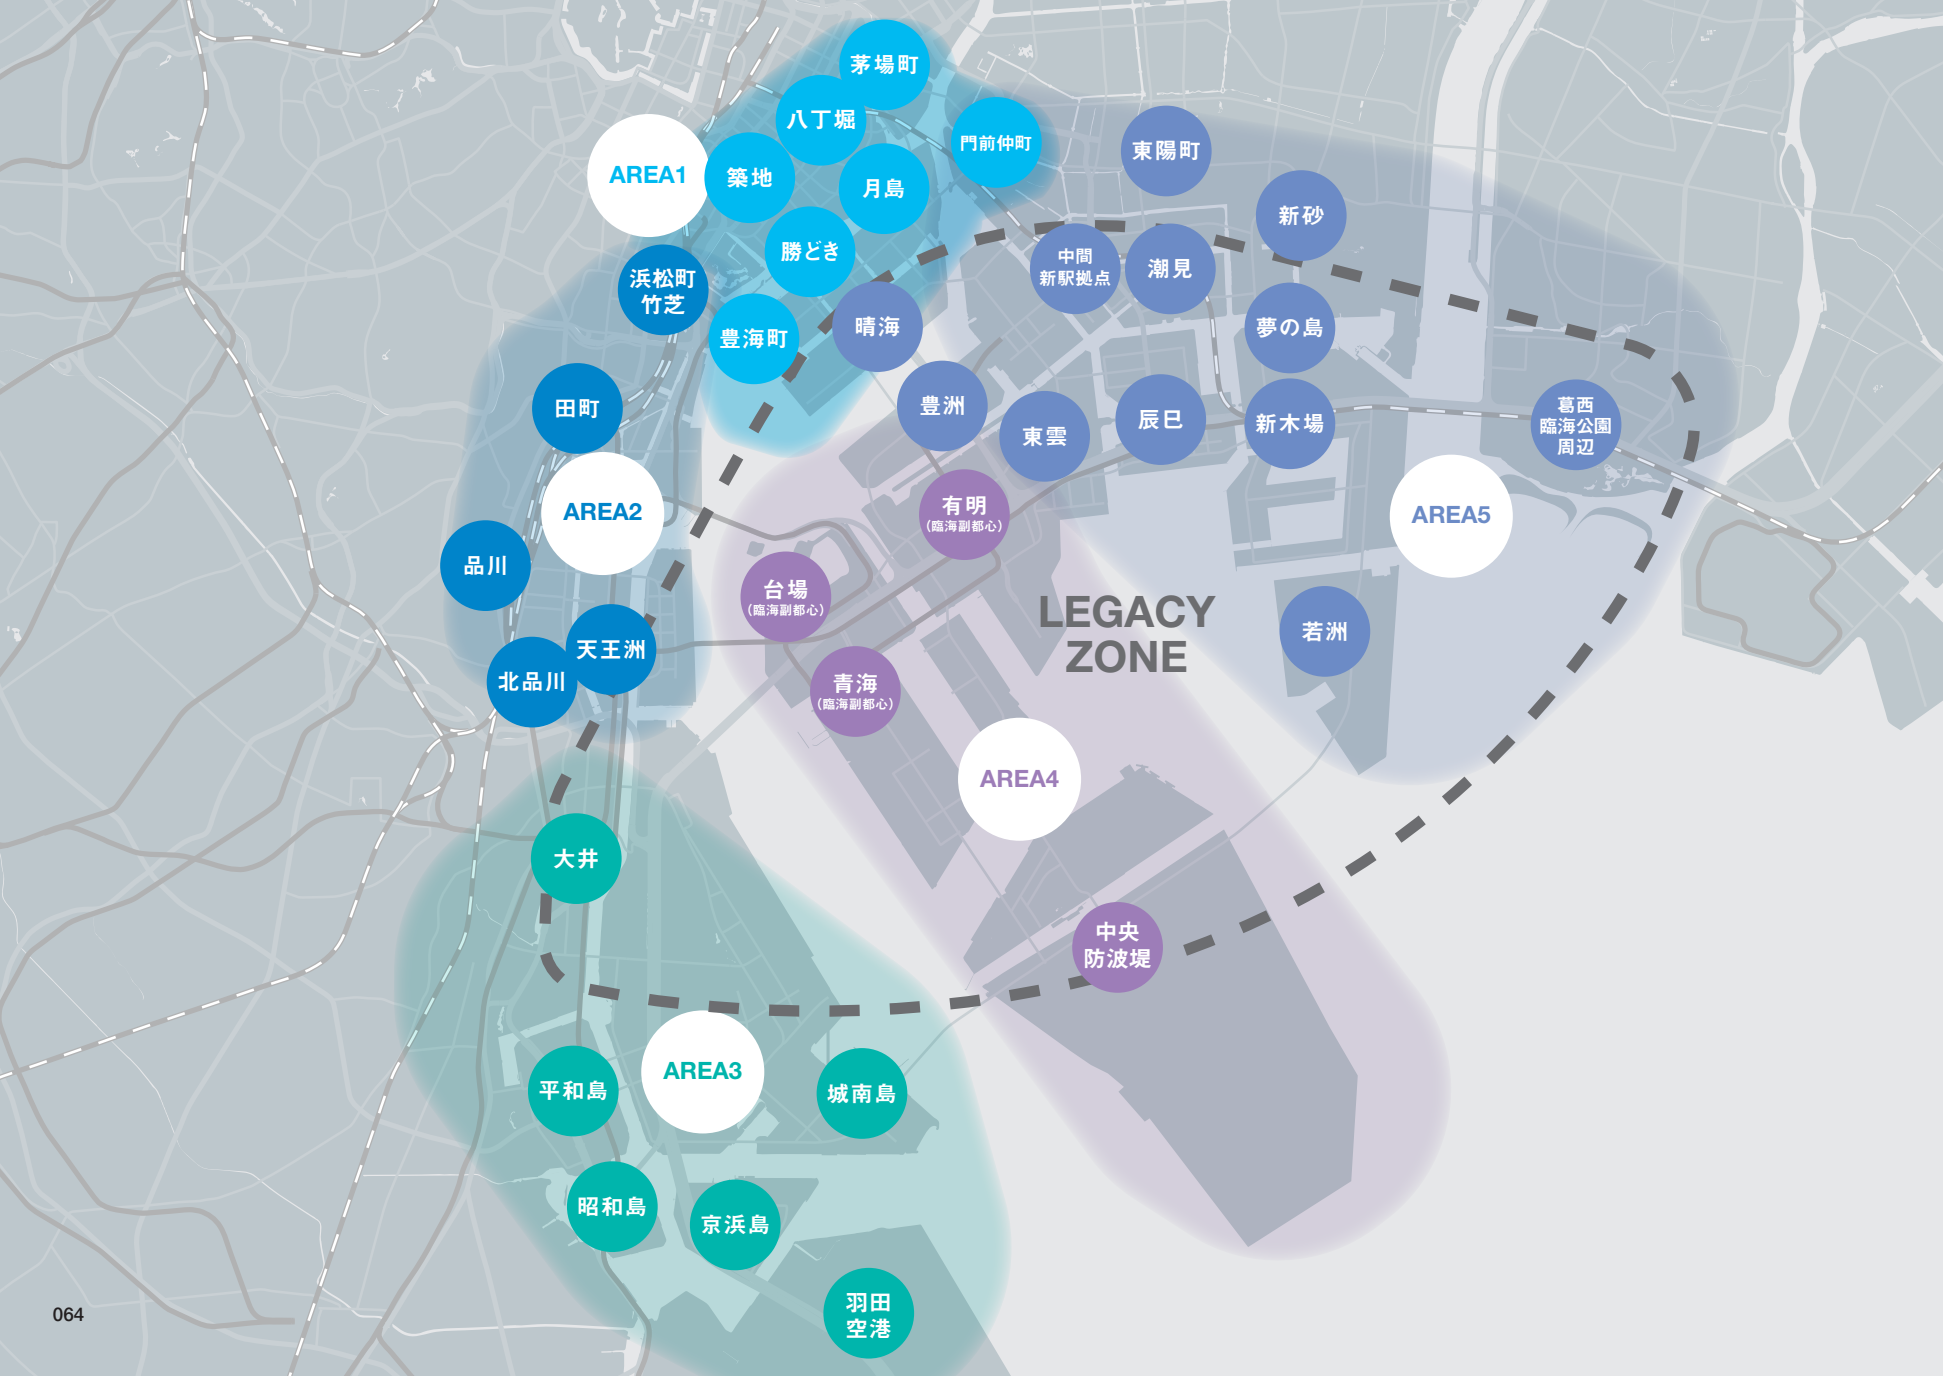 茅場町
八丁堀
門前仲町
東陽町
AREA1
築地
月島
新砂
勝どき
中間
新駅拠点
潮見
浜松町
竹芝
豊海町
晴海
夢の島
田町
豊洲
東雲
辰巳
新木場
葛西
臨海公園
周辺
AREA2
有明
(臨海副都心)
AREA5
品川
台場
(臨海副都心)
LEGACY
ZONE
若洲
天王洲
北品川
青海
(臨海副都心)
AREA4
大井
中央
防波堤
AREA3
平和島
城南島
昭和島
京浜島
羽田
空港
064